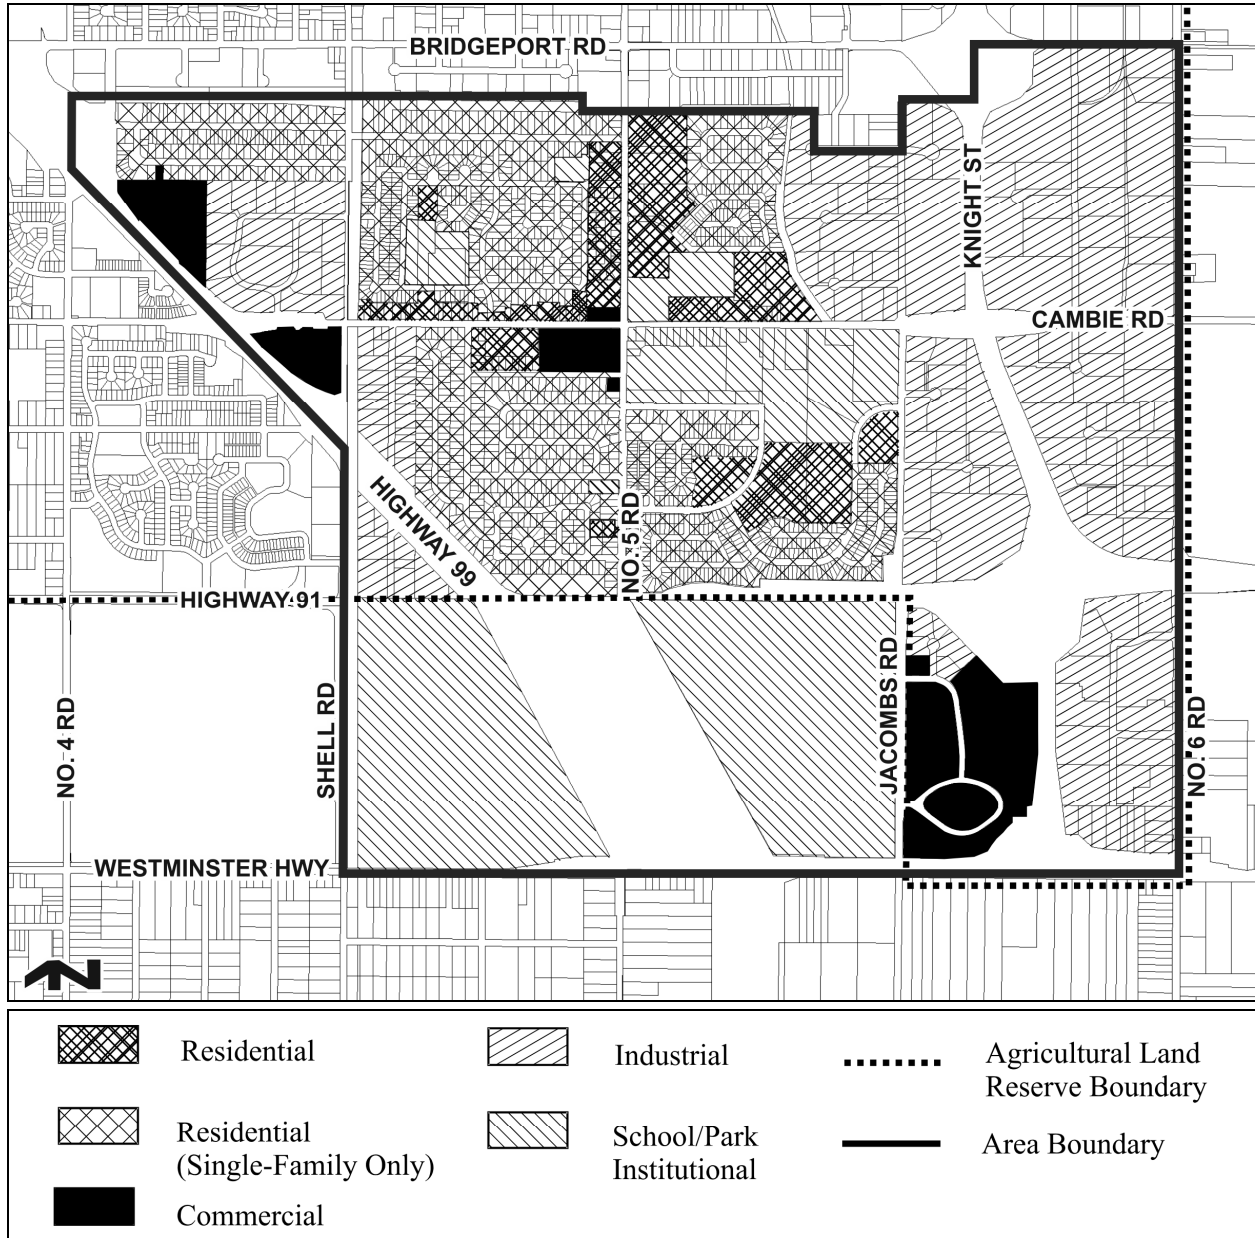 BRIDGEPORT RD
KNIGHT ST
CAMBIE RD
HIGHWAY 99
NO. 5 RD
HIGHWAY 91
NO. 4 RD
SHELL RD
JACOMBS RD
NO. 6 RD
WESTMINSTER HWY
N
Residential
Industrial
Agricultural Land
Reserve Boundary
Residential
(Single-Family Only)
School/Park
Institutional
Area Boundary
Commercial